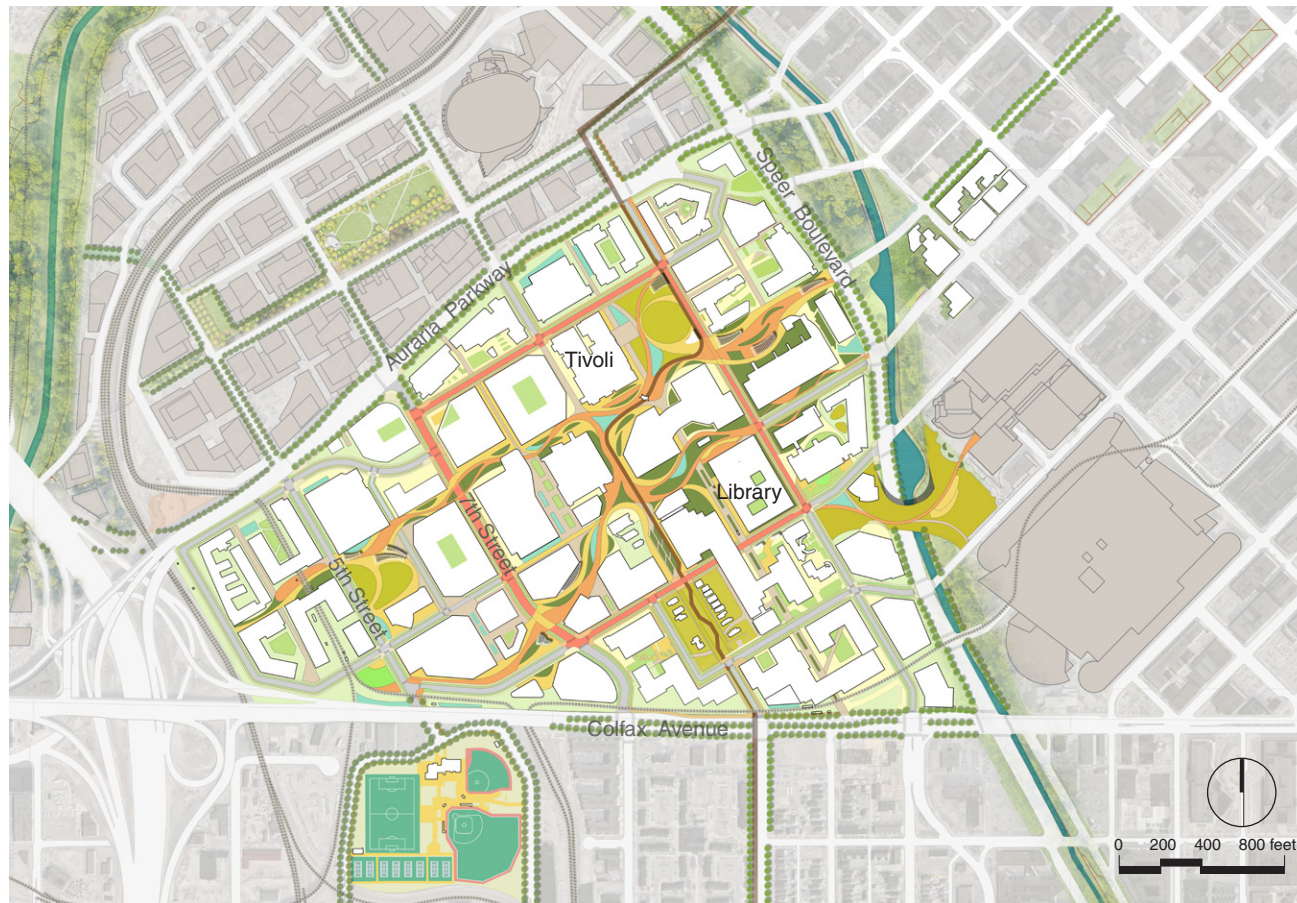 Speer Boulevard
Auraria Parkway
Tivoli
Library
7th Street
5th Street
Colfax Avenue
0 200 400 800 feet